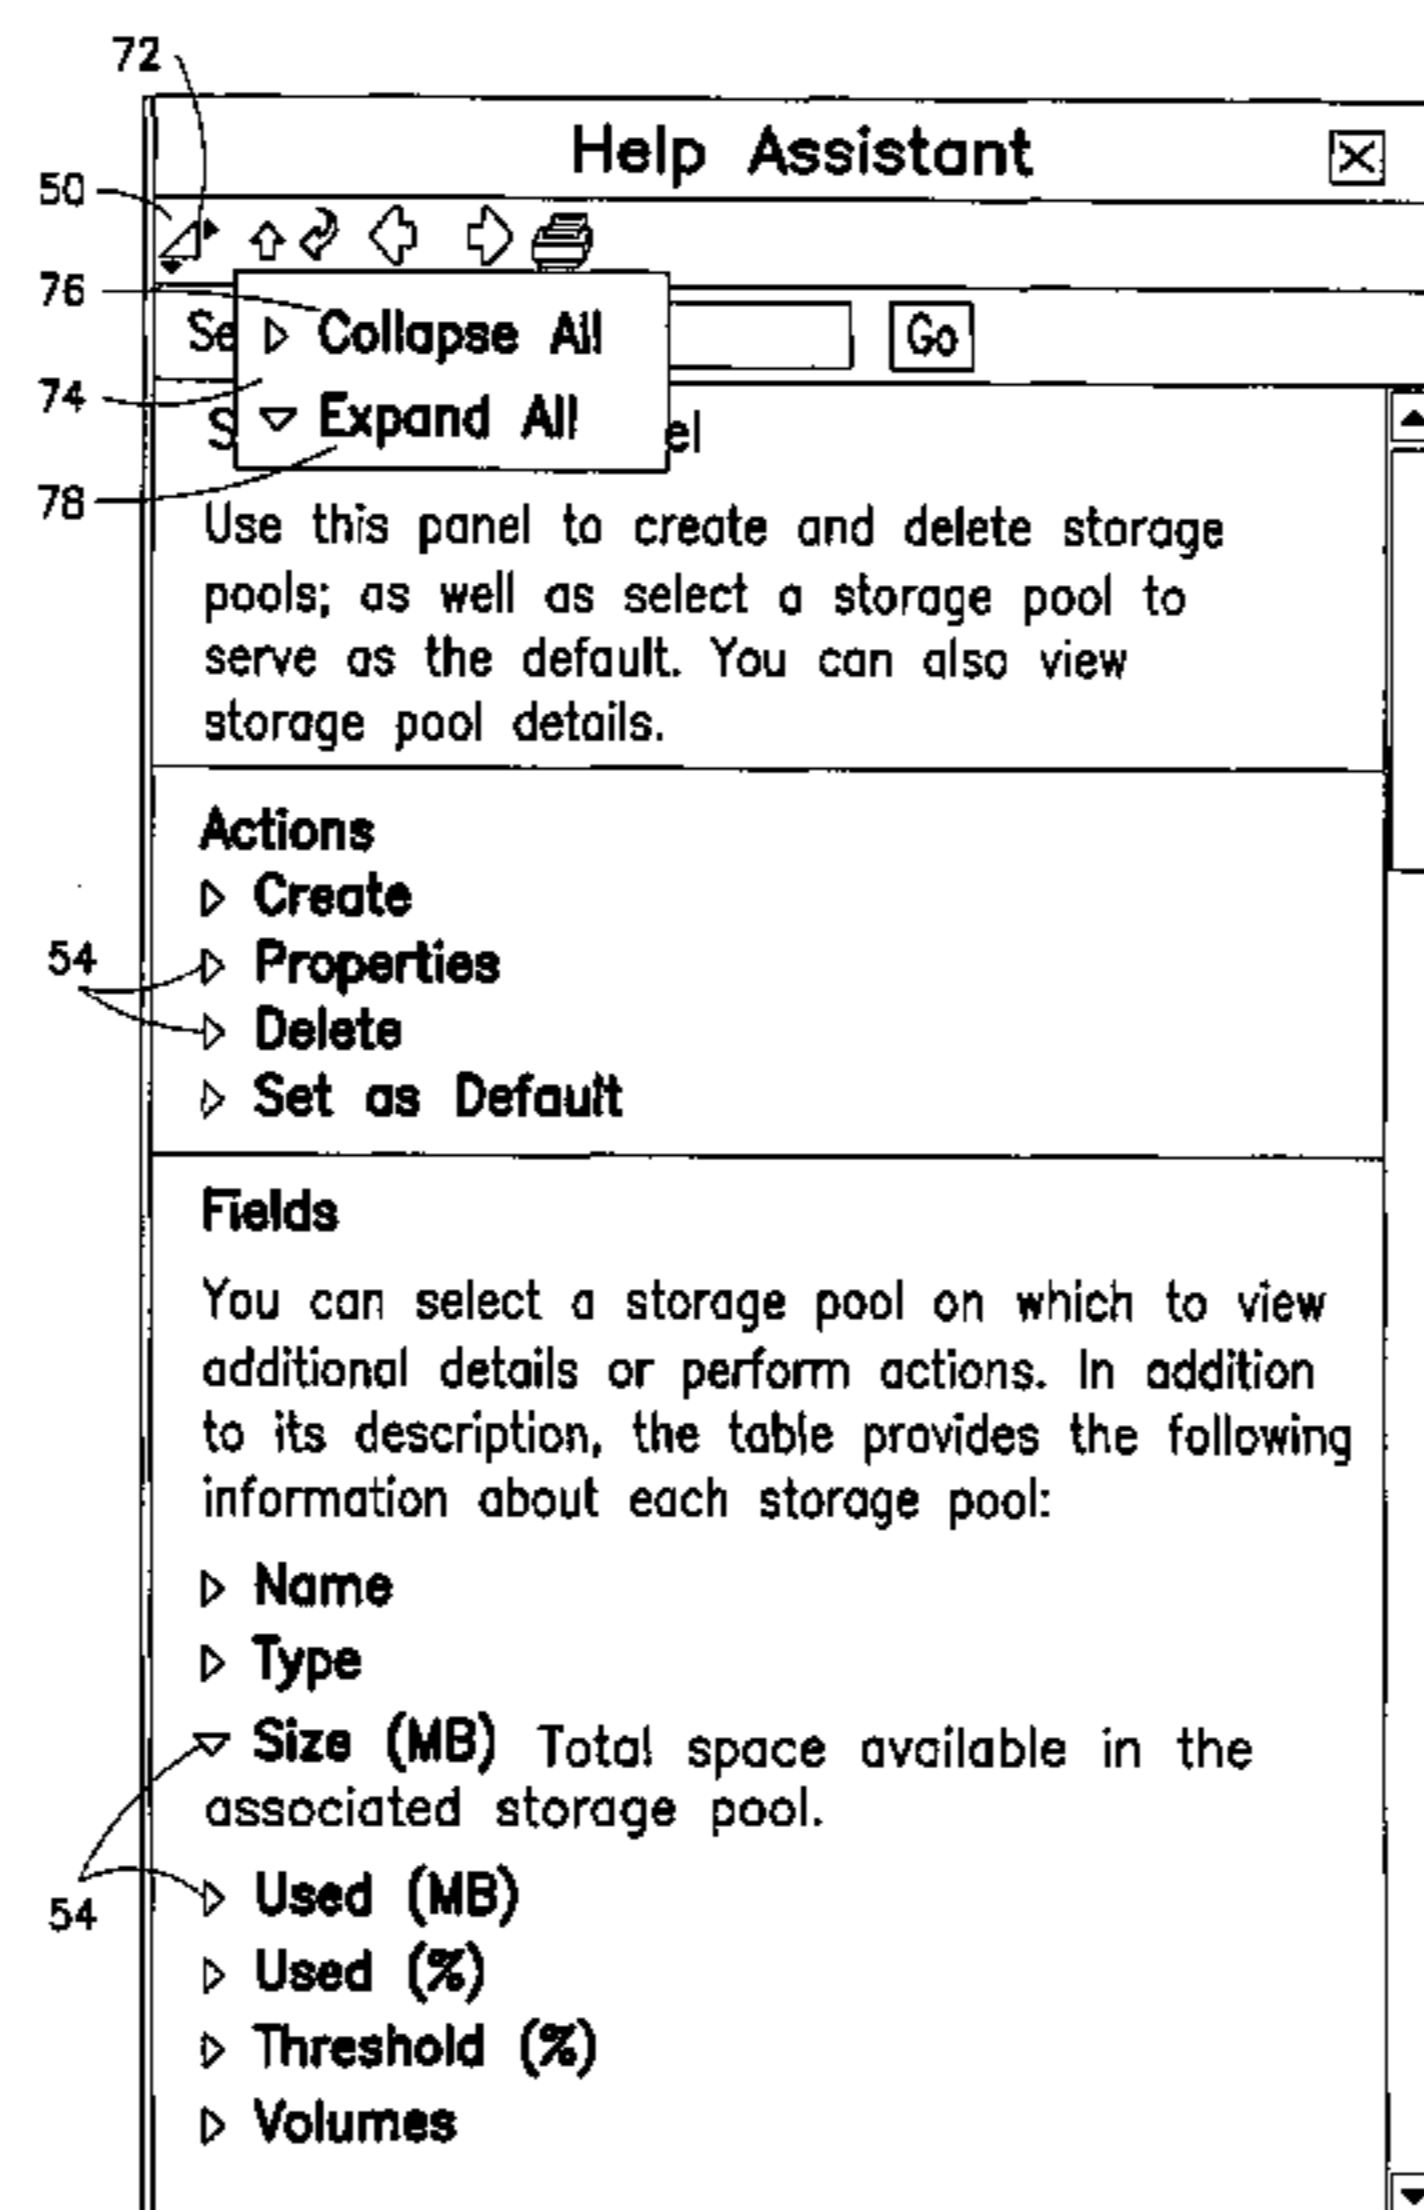 72
Help Assistant
50
76
Se Collapse All Go
74
S Expand All el
78
Use this panel to create and delete storage
pools; as well as select a storage pool to
serve as the default. You can also view
storage pool details.
Actions
Create
54 Properties
Delete
Set as Default
Fields
You can select a storage pool on which to view
additional details or perform actions. In addition
to its description, the table provides the following
information about each storage pool:
Name
Type
Size (MB) Total space available in the
associated storage pool.
Used (MB)
54
Used (%)
Threshold (%)
Volumes